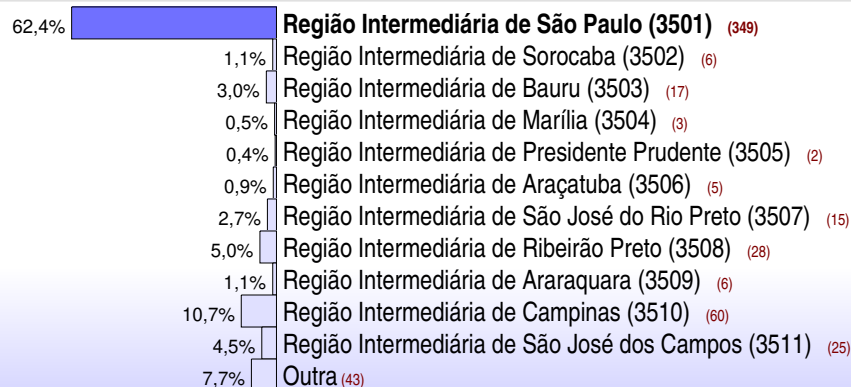 62,4% Região Intermediária de São Paulo (3501) (349)
1,1% Região Intermediária de Sorocaba (3502) (6)
3,0% Região Intermediária de Bauru (3503) (17)
0,5% Região Intermediária de Marília (3504) (3)
0,4% Região Intermediária de Presidente Prudente (3505) (2)
0,9% Região Intermediária de Araçatuba (3506) (5)
2,7% Região Intermediária de São José do Rio Preto (3507) (15)
5,0% Região Intermediária de Ribeirão Preto (3508) (28)
1,1% Região Intermediária de Araraquara (3509) (6)
10,7% Região Intermediária de Campinas (3510) (60)
4,5% Região Intermediária de São José dos Campos (3511) (25)
7,7% Outra (43)